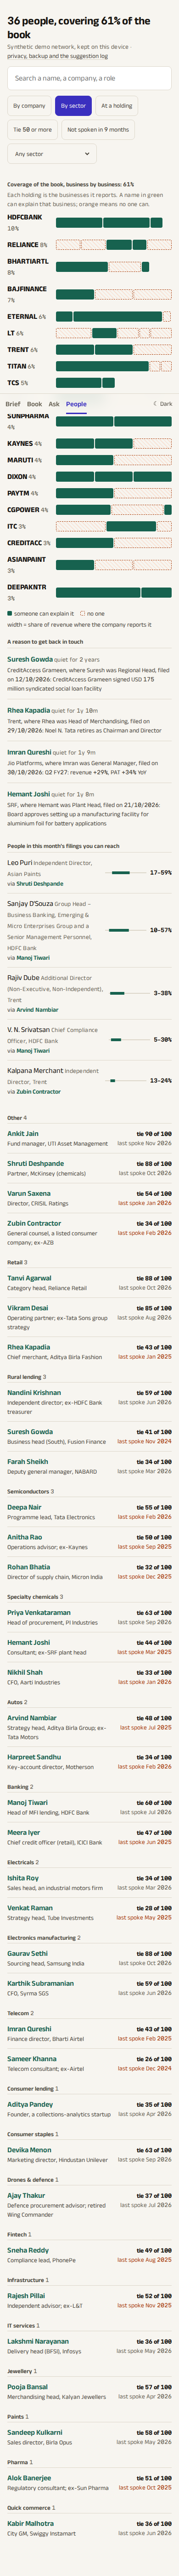 36 people, covering 61% of the
book
Synthetic demo network, kept on this device ·
privacy, backup and the suggestion log
Search a name, a company, a role
By company
By sector
At a holding
Tie 50 or more
Not spoken in 9 months
Any sector
Coverage of the book, business by business: 61%
Each holding is the businesses it reports. A name in green
can explain that business; orange means no one can.
HDFCBANK
10%
RELIANCE 8%
BHARTIARTL
8%
BAJFINANCE
7%
ETERNAL 6%
LT 6%
TRENT 6%
TITAN 6%
TCS 5%
Brief Book Ask People
☾ Dark
SUNPHARMA
4%
KAYNES 4%
MARUTI 4%
DIXON 4%
PAYTM 4%
CGPOWER 4%
ITC 3%
CREDITACC 3%
ASIANPAINT
3%
DEEPAKNTR
3%
someone can explain it
no one
width = share of revenue where the company reports it
A reason to get back in touch
Suresh Gowda quiet for 2 years
CreditAccess Grameen, where Suresh was Regional Head, filed
on 12/10/2026: CreditAccess Grameen signed USD 175
million syndicated social loan facility
Rhea Kapadia quiet for 1y 10m
Trent, where Rhea was Head of Merchandising, filed on
29/10/2026: Noel N. Tata retires as Chairman and Director
Imran Qureshi quiet for 1y 9m
Jio Platforms, where Imran was General Manager, filed on
30/10/2026: Q2 FY27: revenue +29%, PAT +34% YoY
Hemant Joshi quiet for 1y 8m
SRF, where Hemant was Plant Head, filed on 21/10/2026:
Board approves setting up a manufacturing facility for
aluminium foil for battery applications
People in this month's filings you can reach
Leo Puri Independent Director,
Asian Paints
via Shruti Deshpande
17–59%
Sanjay D'Souza Group Head –
Business Banking, Emerging &
Micro Enterprises Group and a
Senior Management Personnel,
HDFC Bank
via Manoj Tiwari
10–57%
Rajiv Dube Additional Director
(Non-Executive, Non-Independent),
Trent
via Arvind Nambiar
3–38%
V. N. Srivatsan Chief Compliance
Officer, HDFC Bank
via Manoj Tiwari
5–30%
Kalpana Merchant Independent
Director, Trent
via Zubin Contractor
13–24%
Other 4
Ankit Jain
tie 90 of 100
Fund manager, UTI Asset Management
last spoke Nov 2026
Shruti Deshpande
tie 88 of 100
Partner, McKinsey (chemicals)
last spoke Oct 2026
Varun Saxena
tie 54 of 100
Director, CRISIL Ratings
last spoke Jan 2026
Zubin Contractor
tie 34 of 100
General counsel, a listed consumer
company; ex-AZB
last spoke Feb 2026
Retail 3
Tanvi Agarwal
tie 88 of 100
Category head, Reliance Retail
last spoke Oct 2026
Vikram Desai
tie 85 of 100
Operating partner; ex-Tata Sons group
strategy
last spoke Aug 2026
Rhea Kapadia
tie 43 of 100
Chief merchant, Aditya Birla Fashion
last spoke Jan 2025
Rural lending 3
Nandini Krishnan
tie 59 of 100
Independent director; ex-HDFC Bank
treasurer
last spoke Jun 2026
Suresh Gowda
tie 41 of 100
Business head (South), Fusion Finance
last spoke Nov 2024
Farah Sheikh
tie 34 of 100
Deputy general manager, NABARD
last spoke Mar 2026
Semiconductors 3
Deepa Nair
tie 55 of 100
Programme lead, Tata Electronics
last spoke Feb 2026
Anitha Rao
tie 50 of 100
Operations advisor; ex-Kaynes
last spoke Sep 2025
Rohan Bhatia
tie 32 of 100
Director of supply chain, Micron India
last spoke Dec 2025
Specialty chemicals 3
Priya Venkataraman
tie 63 of 100
Head of procurement, PI Industries
last spoke Sep 2026
Hemant Joshi
tie 44 of 100
Consultant; ex-SRF plant head
last spoke Mar 2025
Nikhil Shah
tie 33 of 100
CFO, Aarti Industries
last spoke Jan 2026
Autos 2
Arvind Nambiar
tie 48 of 100
Strategy head, Aditya Birla Group; ex-
Tata Motors
last spoke Jul 2025
Harpreet Sandhu
tie 34 of 100
Key-account director, Motherson
last spoke Feb 2026
Banking 2
Manoj Tiwari
tie 60 of 100
Head of MFI lending, HDFC Bank
last spoke Jul 2026
Meera Iyer
tie 47 of 100
Chief credit officer (retail), ICICI Bank
last spoke Jun 2025
Electricals 2
Ishita Roy
tie 34 of 100
Sales head, an industrial motors firm
last spoke Mar 2026
Venkat Raman
tie 28 of 100
Strategy head, Tube Investments
last spoke May 2025
Electronics manufacturing 2
Gaurav Sethi
tie 88 of 100
Sourcing head, Samsung India
last spoke Oct 2026
Karthik Subramanian
tie 59 of 100
CFO, Syrma SGS
last spoke Jun 2026
Telecom 2
Imran Qureshi
tie 43 of 100
Finance director, Bharti Airtel
last spoke Feb 2025
Sameer Khanna
tie 26 of 100
Telecom consultant; ex-Airtel
last spoke Dec 2024
Consumer lending 1
Aditya Pandey
tie 35 of 100
Founder, a collections-analytics startup
last spoke Apr 2026
Consumer staples 1
Devika Menon
tie 63 of 100
Marketing director, Hindustan Unilever
last spoke Sep 2026
Drones & defence 1
Ajay Thakur
tie 37 of 100
Defence procurement advisor; retired
Wing Commander
last spoke Jul 2026
Fintech 1
Sneha Reddy
tie 49 of 100
Compliance lead, PhonePe
last spoke Aug 2025
Infrastructure 1
Rajesh Pillai
tie 52 of 100
Independent advisor; ex-L&T
last spoke Nov 2025
IT services 1
Lakshmi Narayanan
tie 36 of 100
Delivery head (BFSI), Infosys
last spoke May 2026
Jewellery 1
Pooja Bansal
tie 57 of 100
Merchandising head, Kalyan Jewellers
last spoke Apr 2026
Paints 1
Sandeep Kulkarni
tie 58 of 100
Sales director, Birla Opus
last spoke May 2026
Pharma 1
Alok Banerjee
tie 51 of 100
Regulatory consultant; ex-Sun Pharma
last spoke Oct 2025
Quick commerce 1
Kabir Malhotra
tie 36 of 100
City GM, Swiggy Instamart
last spoke Jun 2026